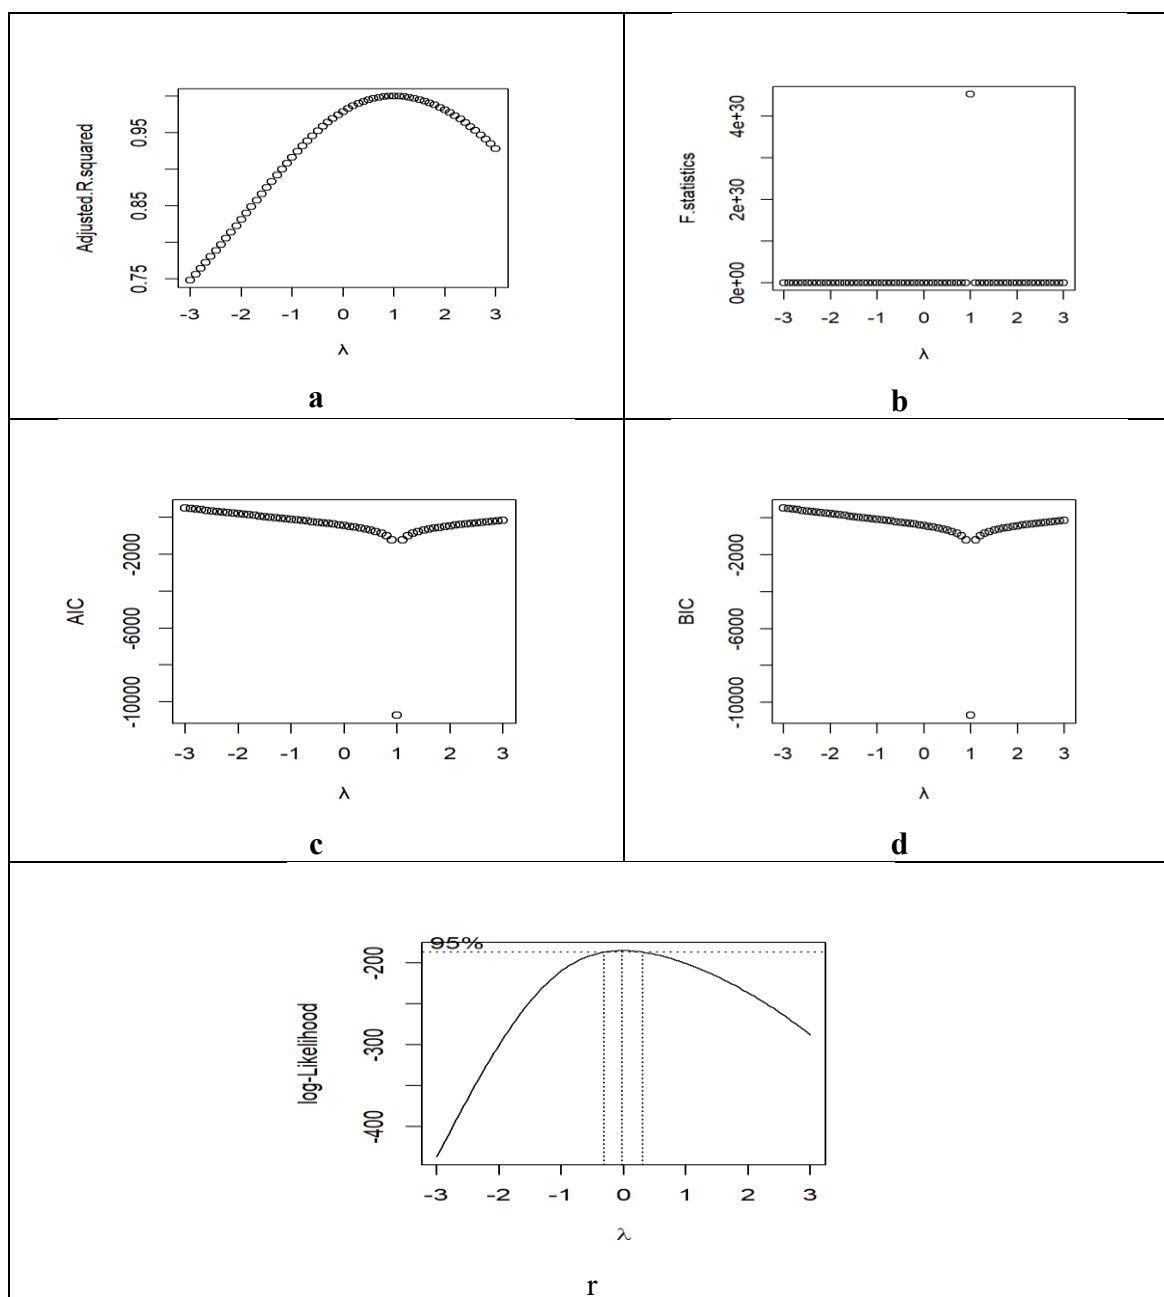 Adjusted.R.squared
0.95
0.85
0.75
-3 -2 -1 0 1 2 3
λ
a
F.statistics
4e+30
2e+30
0e+00
-3 -2 -1 0 1 2 3
λ
b
AIC
-2000
-6000
-10000
-3 -2 -1 0 1 2 3
λ
c
BIC
-2000
-6000
-10000
-3 -2 -1 0 1 2 3
λ
d
95%
log-Likelihood
-200
-300
-400
-3 -2 -1 0 1 2 3
λ
r